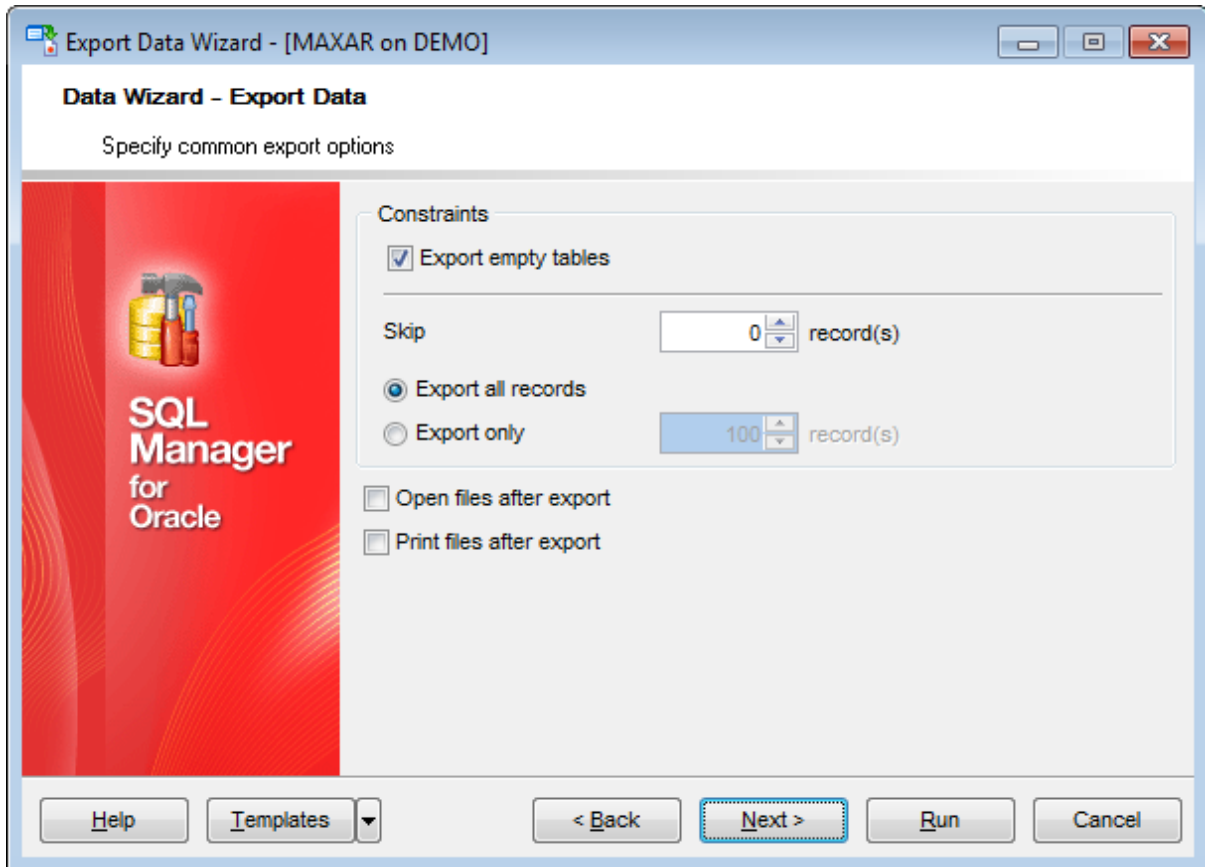 Export Data Wizard - [MAXAR on DEMO]
Data Wizard - Export Data
Specify common export options
SQL
Manager
for
Oracle
Constraints
Export empty tables
Skip 0 record(s)
Export all records
Export only 100 record(s)
Open files after export
Print files after export
Help Templates < Back Next > Run Cancel